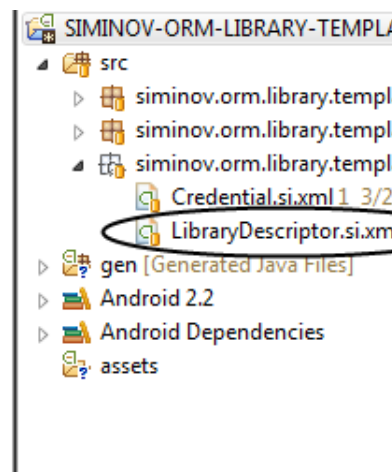 SIMINOV-ORM-LIBRARY-TEMPLA
src
siminov.orm.library.templ
siminov.orm.library.templ
siminov.orm.library.templ
Credential.si.xml 1 3/2
LibraryDescriptor.si.xm
gen [Generated Java Files]
Android 2.2
Android Dependencies
assets